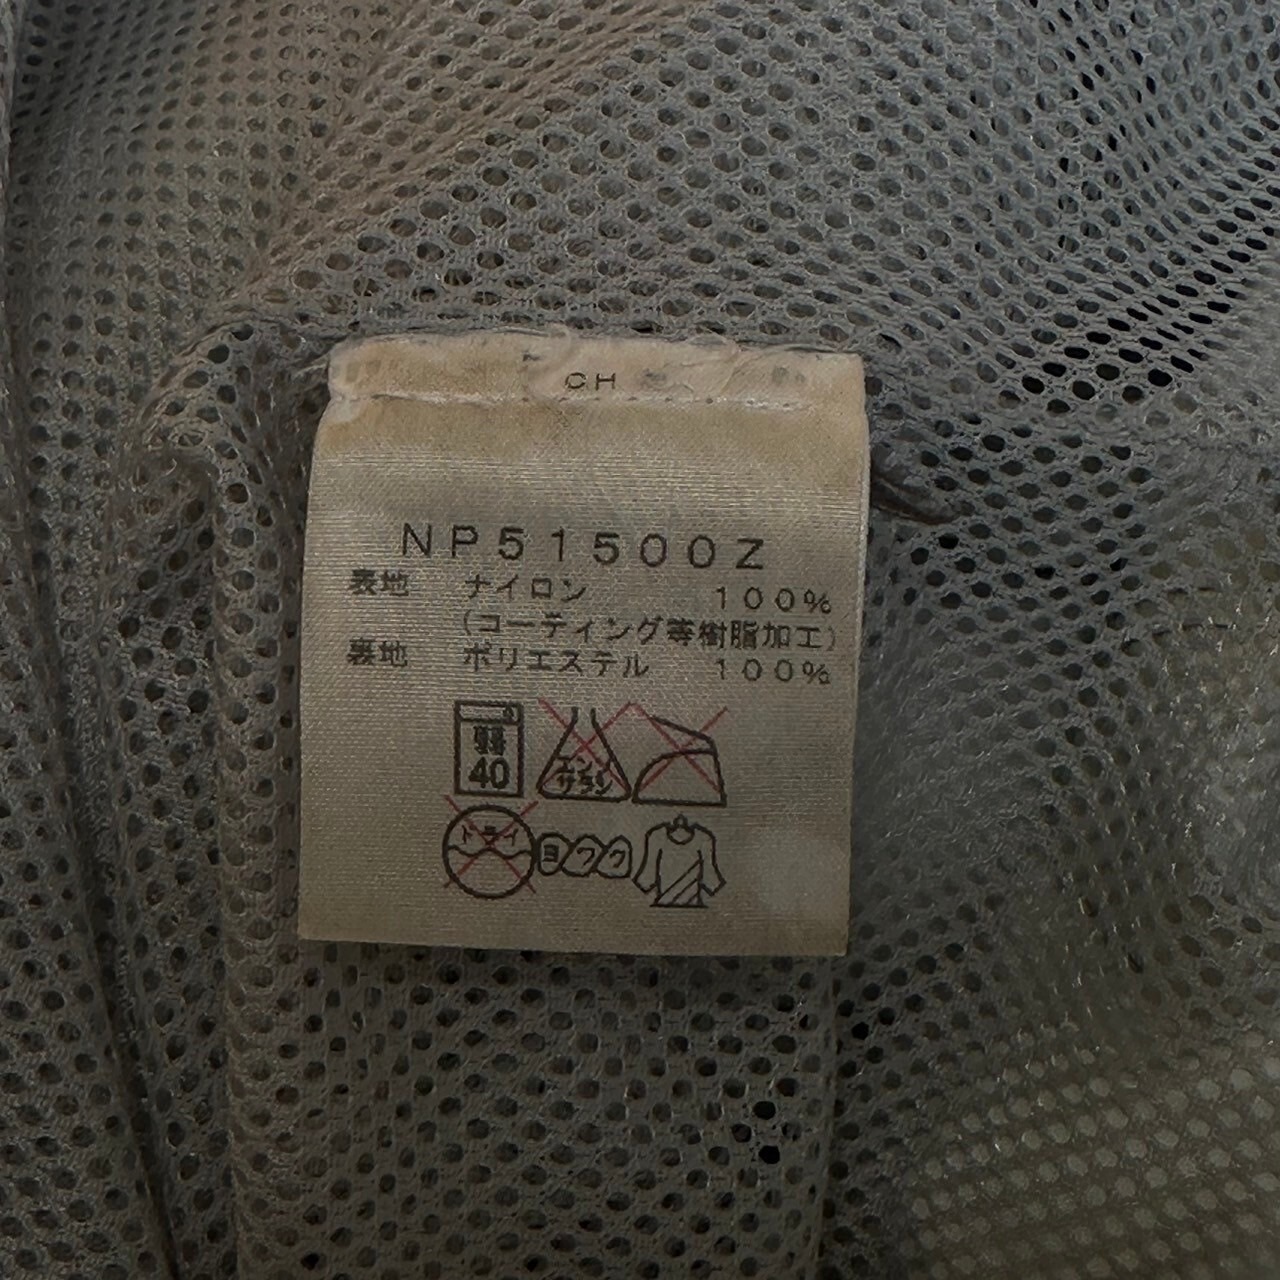 CH
NP51500Z
表地 ナイロン 100%
(コーティング等樹脂加工)
裏地 ポリエステル 100%
弱
40
エンソ
サラシ
ドライ
ヨワク